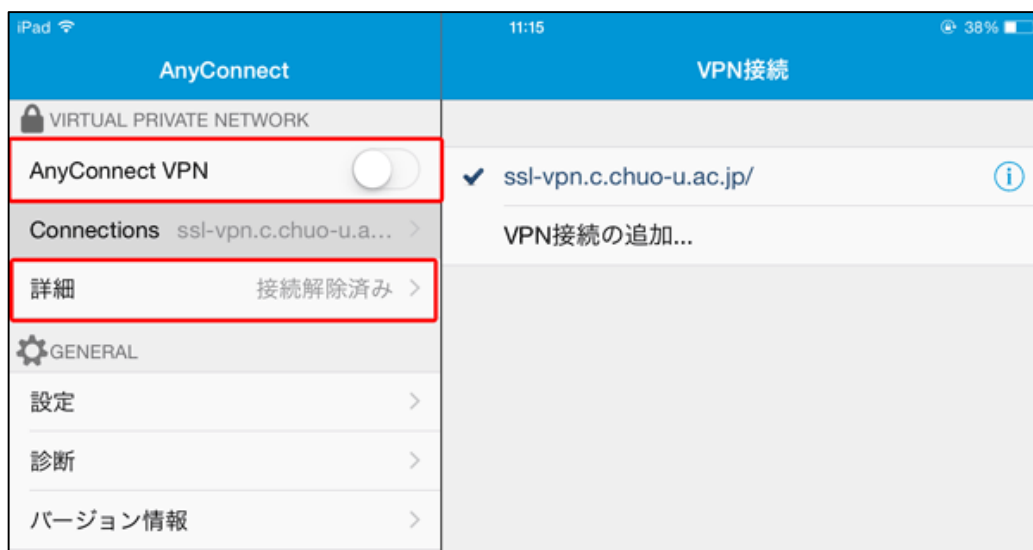 iPad 11:15 38%
AnyConnect
VPN接続
VIRTUAL PRIVATE NETWORK
AnyConnect VPN
Connections ssl-vpn.c.chuo-u.a...
詳細 接続解除済み
GENERAL
設定
診断
バージョン情報
ssl-vpn.c.chuo-u.ac.jp/
VPN接続の追加...